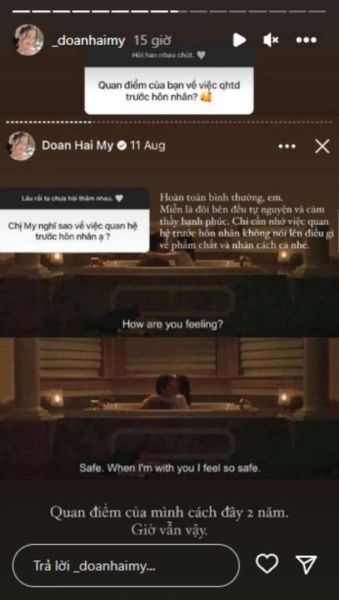 _doanhaimy 15 giờ
Hỏi han nhau chút. 🩶
Quan điểm của bạn về việc qhtd
trước hôn nhân? 🥰
Doan Hai My 11 Aug
Lâu rồi ta chưa hỏi thăm nhau. 🩶
Chị My nghĩ sao về việc quan hệ
trước hôn nhân ạ ?
Hoàn toàn bình thường, em.
Miễn là đôi bên đều tự nguyện và cảm
thấy hạnh phúc. Chỉ cần nhớ việc quan
hệ trước hôn nhân không nói lên điều gì
về phẩm chất và nhân cách cả nhé.
How are you feeling?
Safe. When I'm with you I feel so safe.
Quan điểm của mình cách đây 2 năm.
Giờ vẫn vậy.
Trả lời _doanhaimy...